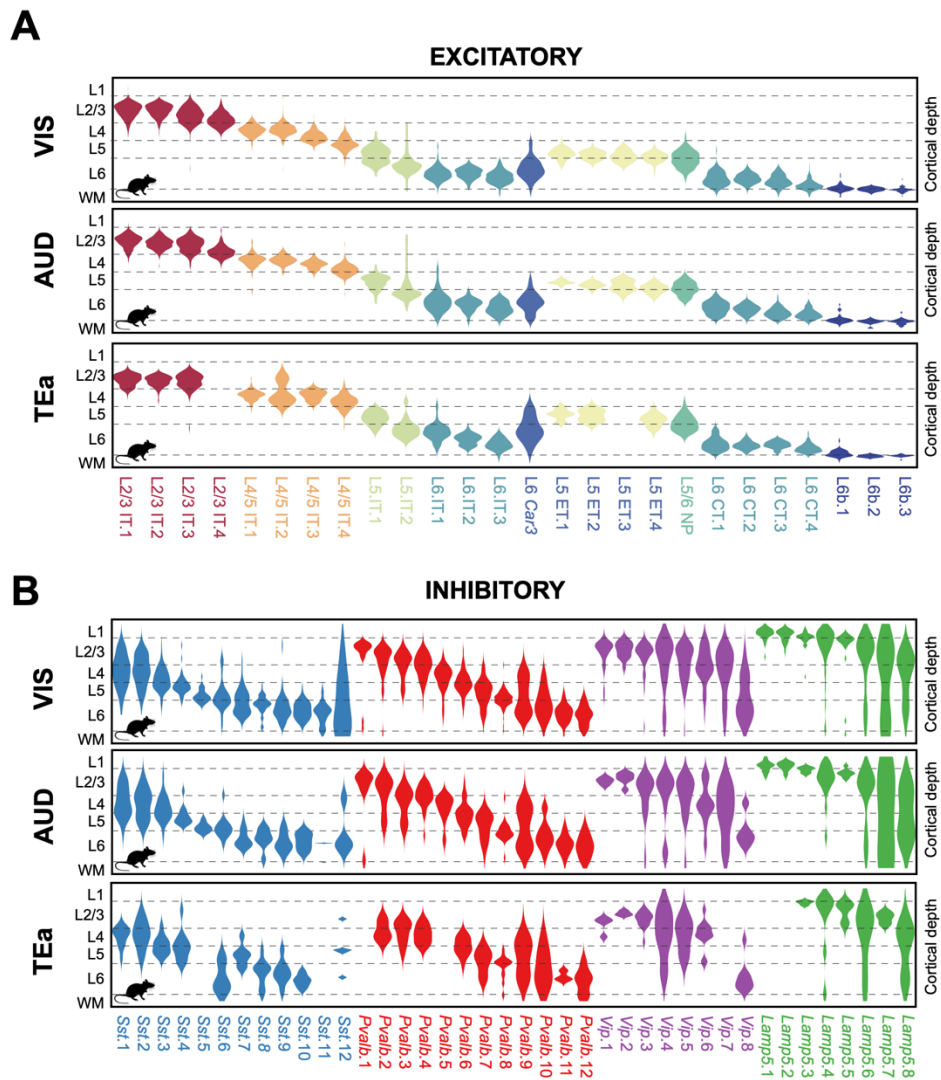 A
EXCITATORY
VIS
L1
L2/3
L4
L5
L6
WM
Cortical depth
AUD
L1
L2/3
L4
L5
L6
WM
Cortical depth
TEa
L1
L2/3
L4
L5
L6
WM
Cortical depth
L2/3 IT.1
L2/3 IT.2
L2/3 IT.3
L2/3 IT.4
L4/5 IT.1
L4/5 IT.2
L4/5 IT.3
L4/5 IT.4
L5 IT.1
L5 IT.2
L6.IT.1
L6.IT.2
L6.IT.3
L6 Car3
L5 ET.1
L5 ET.2
L5 ET.3
L5 ET.4
L5/6 NP
L6 CT.1
L6 CT.2
L6 CT.3
L6 CT.4
L6b.1
L6b.2
L6b.3
B
INHIBITORY
VIS
L1
L2/3
L4
L5
L6
WM
Cortical depth
AUD
L1
L2/3
L4
L5
L6
WM
Cortical depth
TEa
L1
L2/3
L4
L5
L6
WM
Cortical depth
Sst.1
Sst.2
Sst.3
Sst.4
Sst.5
Sst.6
Sst.7
Sst.8
Sst.9
Sst.10
Sst.11
Sst.12
Pvalb.1
Pvalb.2
Pvalb.3
Pvalb.4
Pvalb.5
Pvalb.6
Pvalb.7
Pvalb.8
Pvalb.9
Pvalb.10
Pvalb.11
Pvalb.12
Vip.1
Vip.2
Vip.3
Vip.4
Vip.5
Vip.6
Vip.7
Vip.8
Lamp5.1
Lamp5.2
Lamp5.3
Lamp5.4
Lamp5.5
Lamp5.6
Lamp5.7
Lamp5.8